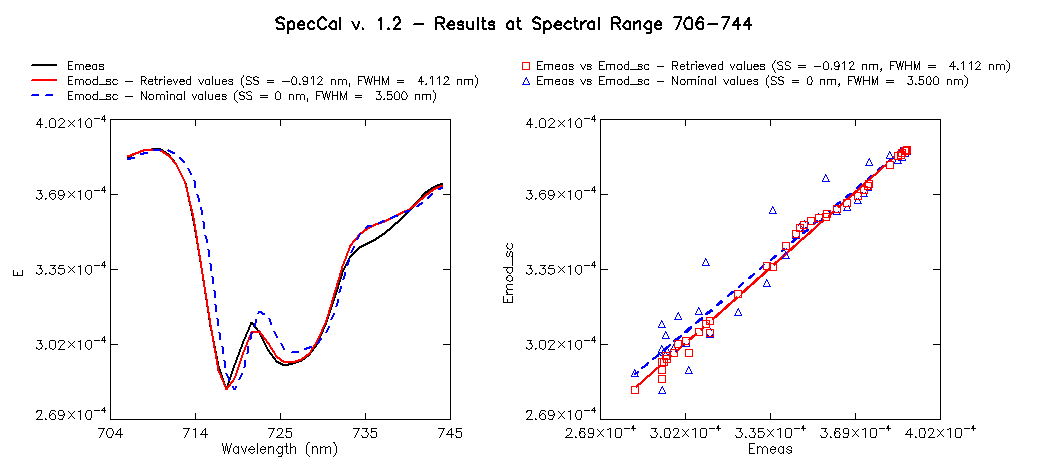 SpecCal v. 1.2 - Results at Spectral Range 706-744
Emeas
Emod_sc - Retrieved values (SS = -0.912 nm, FWHM = 4.112 nm)
Emod_sc - Nominal values (SS = 0 nm, FWHM = 3.500 nm)
4.02×10⁻⁴
3.69×10⁻⁴
3.35×10⁻⁴
3.02×10⁻⁴
2.69×10⁻⁴
E
704 714 725 735 745
Wavelength (nm)
Emeas vs Emod_sc - Retrieved values (SS = -0.912 nm, FWHM = 4.112 nm)
Emeas vs Emod_sc - Nominal values (SS = 0 nm, FWHM = 3.500 nm)
4.02×10⁻⁴
3.69×10⁻⁴
3.35×10⁻⁴
3.02×10⁻⁴
2.69×10⁻⁴
Emod_sc
2.69×10⁻⁴ 3.02×10⁻⁴ 3.35×10⁻⁴ 3.69×10⁻⁴ 4.02×10⁻⁴
Emeas